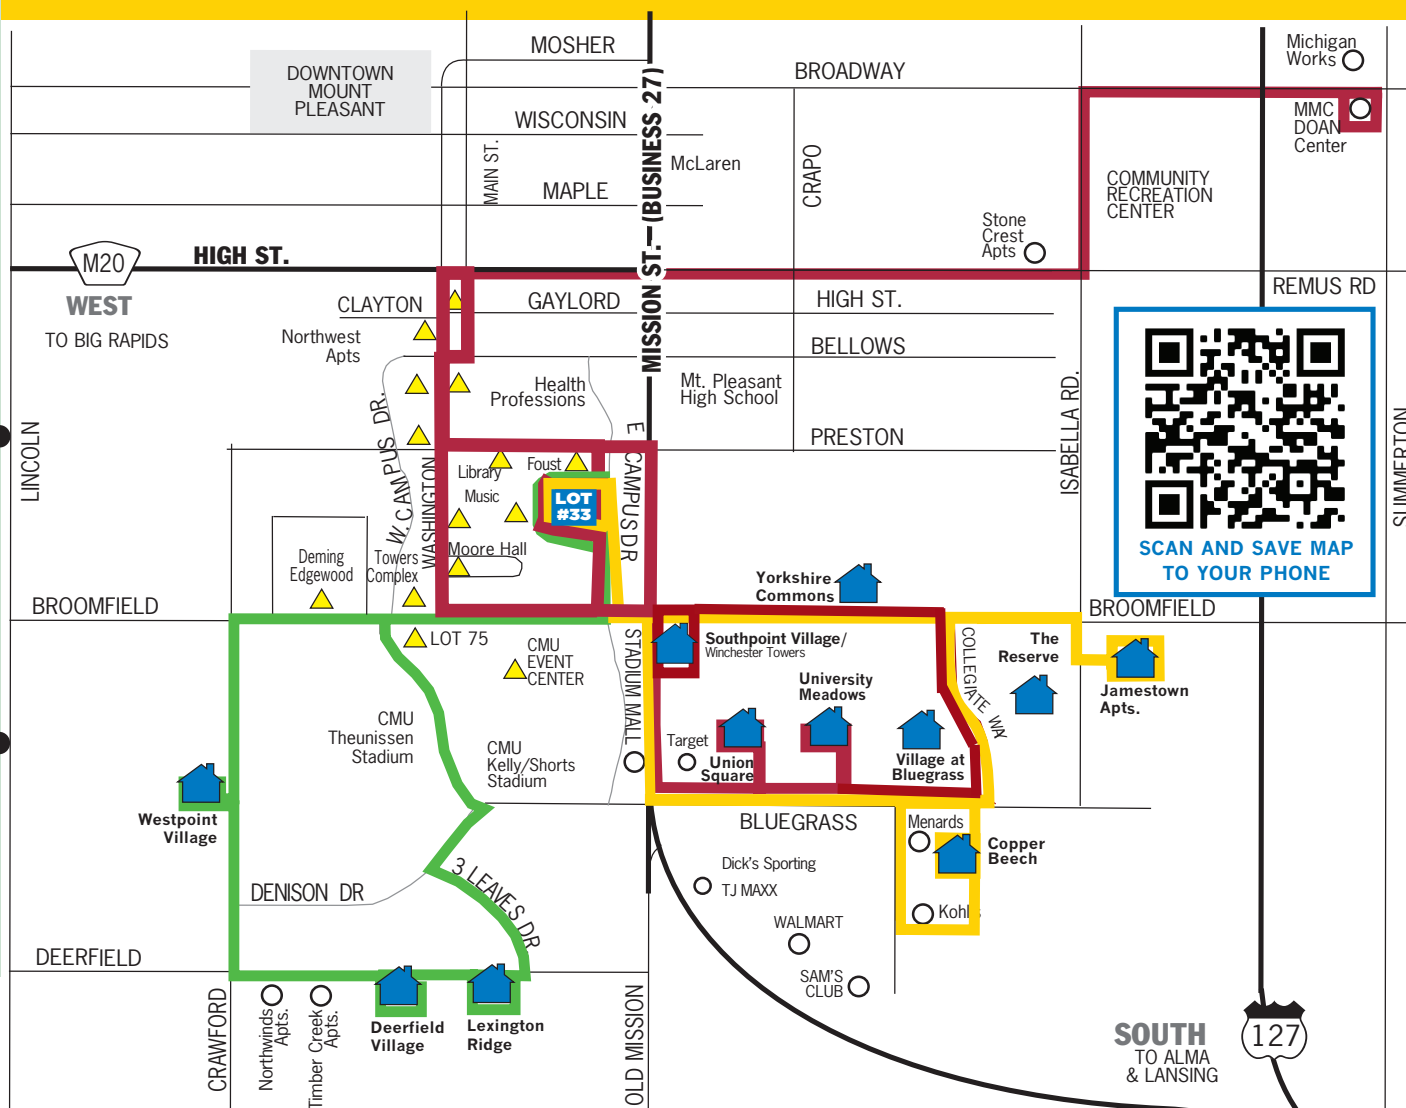 MOSHER
Michigan
Works
DOWNTOWN
MOUNT
PLEASANT
BROADWAY
MMC
DOAN
Center
WISCONSIN
MAIN ST.
MISSION ST. – (BUSINESS 27)
McLaren
CRAPO
MAPLE
COMMUNITY
RECREATION
CENTER
Stone
Crest
Apts
M20
HIGH ST.
WEST
TO BIG RAPIDS
REMUS RD
CLAYTON
GAYLORD
HIGH ST.
Northwest
Apts
BELLOWS
Health
Professions
Mt. Pleasant
High School
ISABELLA RD.
W. CAMPUS DR.
E CAMPUS DR
PRESTON
LINCOLN
SUMMERTON
WASHINGTON
Library
Foust
Music
LOT
#33
Moore Hall
Deming
Edgewood
Towers
Complex
SCAN AND SAVE MAP
TO YOUR PHONE
Yorkshire
Commons
BROOMFIELD
BROOMFIELD
LOT 75
CMU
EVENT
CENTER
STADIUM MALL
Southpoint Village/
Winchester Towers
COLLEGIATE WAY
The
Reserve
University
Meadows
Jamestown
Apts.
CMU
Theunissen
Stadium
CMU
Kelly/Shorts
Stadium
Target
Union
Square
Village at
Bluegrass
Westpoint
Village
BLUEGRASS
Menards
Copper
Beech
Dick's Sporting
TJ MAXX
3 LEAVES DR
DENISON DR
Kohls
WALMART
DEERFIELD
SAM'S
CLUB
CRAWFORD
Northwinds
Apts.
Timber Creek
Apts.
Deerfield
Village
Lexington
Ridge
OLD MISSION
SOUTH
TO ALMA
& LANSING
127